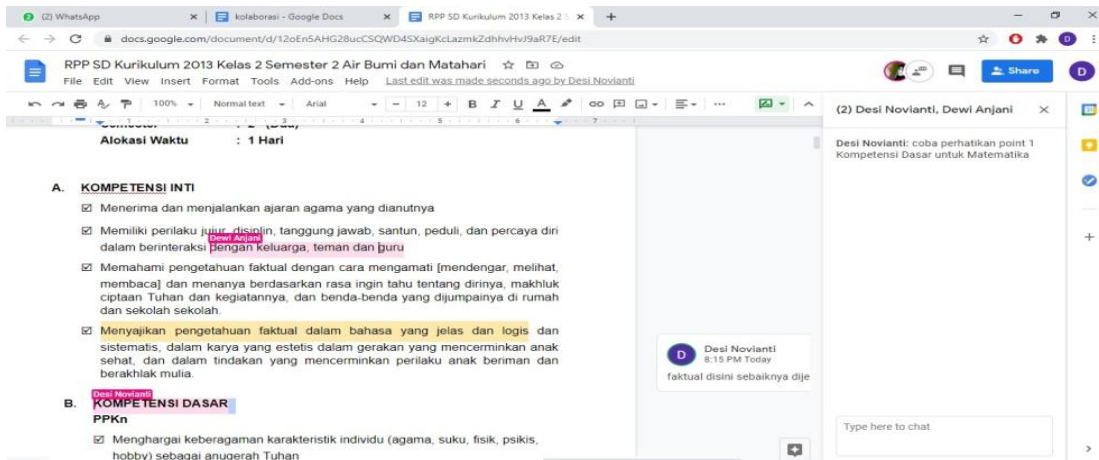 (2) WhatsApp
kolaborasi - Google Docs
RPP SD Kurikulum 2013 Kelas 2 S
docs.google.com/document/d/12oEn5AHG28ucCSQWD4SXaigKcLazmkZdhhvHvJ9aR7E/edit
RPP SD Kurikulum 2013 Kelas 2 Semester 2 Air Bumi dan Matahari
File Edit View Insert Format Tools Add-ons Help Last edit was made seconds ago by Desi Novianti
Share
D
100% Normal text Arial 12 B I U A
(2) Desi Novianti, Dewi Anjani
Desi Novianti: coba perhatikan point 1
Kompetensi Dasar untuk Matematika
Alokasi Waktu : 1 Hari
A. KOMPETENSI INTI
Menerima dan menjalankan ajaran agama yang dianutnya
Memiliki perilaku jujur, disiplin, tanggung jawab, santun, peduli, dan percaya diri
Dewi Anjani
dalam berinteraksi dengan keluarga, teman dan guru
Memahami pengetahuan faktual dengan cara mengamati [mendengar, melihat,
membaca] dan menanya berdasarkan rasa ingin tahu tentang dirinya, makhluk
ciptaan Tuhan dan kegiatannya, dan benda-benda yang dijumpainya di rumah
dan sekolah sekolah.
Menyajikan pengetahuan faktual dalam bahasa yang jelas dan logis dan
sistematis, dalam karya yang estetis dalam gerakan yang mencerminkan anak
sehat, dan dalam tindakan yang mencerminkan perilaku anak beriman dan
berakhlak mulia.
D
Desi Novianti
8:15 PM Today
faktual disini sebaiknya dije
Desi Novianti
B. KOMPETENSI DASAR
PPKn
Menghargai keberagaman karakteristik individu (agama, suku, fisik, psikis,
hobby) sebagai anugerah Tuhan
Type here to chat